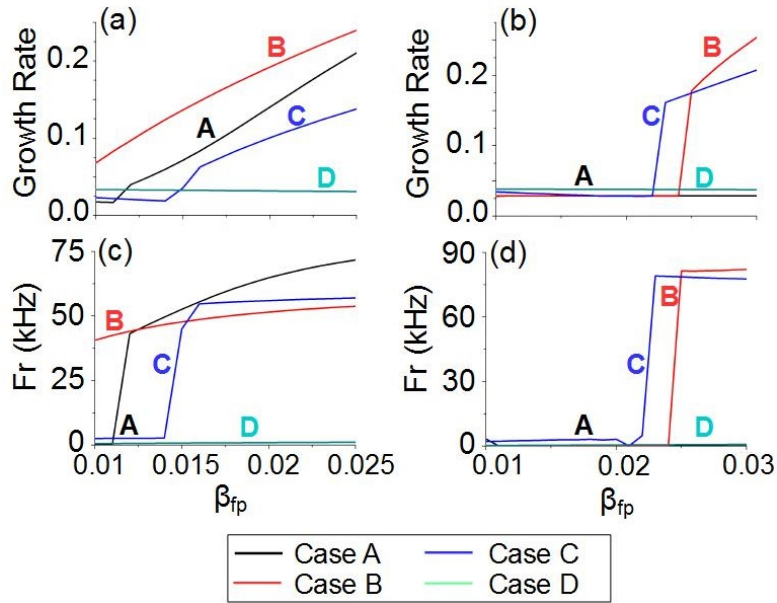 (a)
Growth Rate
0.2
0.1
0.0
B
A
C
D
(b)
Growth Rate
0.2
0.1
0.0
B
C
A
D
(c)
Fr (kHz)
75
50
25
0
B
C
A
D
0.01 0.015 0.02 0.025
βfp
(d)
Fr (kHz)
90
60
30
0
B
C
A
D
0.01 0.02 0.03
βfp
Case A Case C
Case B Case D